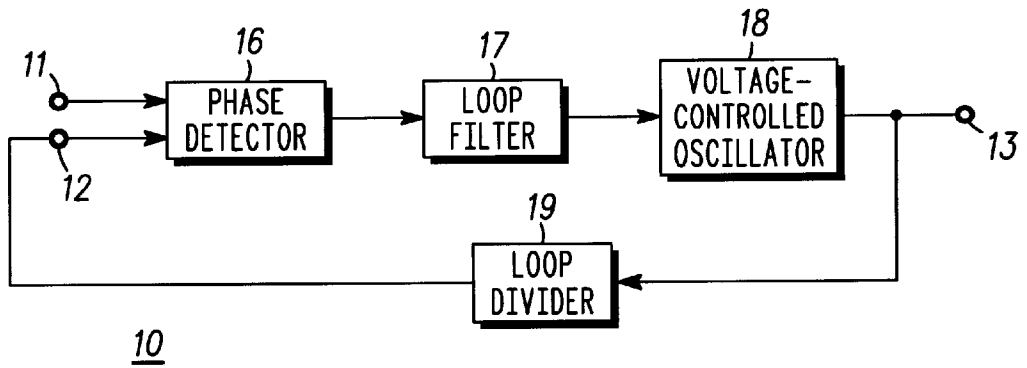 11
12
16
PHASE
DETECTOR
17
LOOP
FILTER
18
VOLTAGE-
CONTROLLED
OSCILLATOR
13
19
LOOP
DIVIDER
10